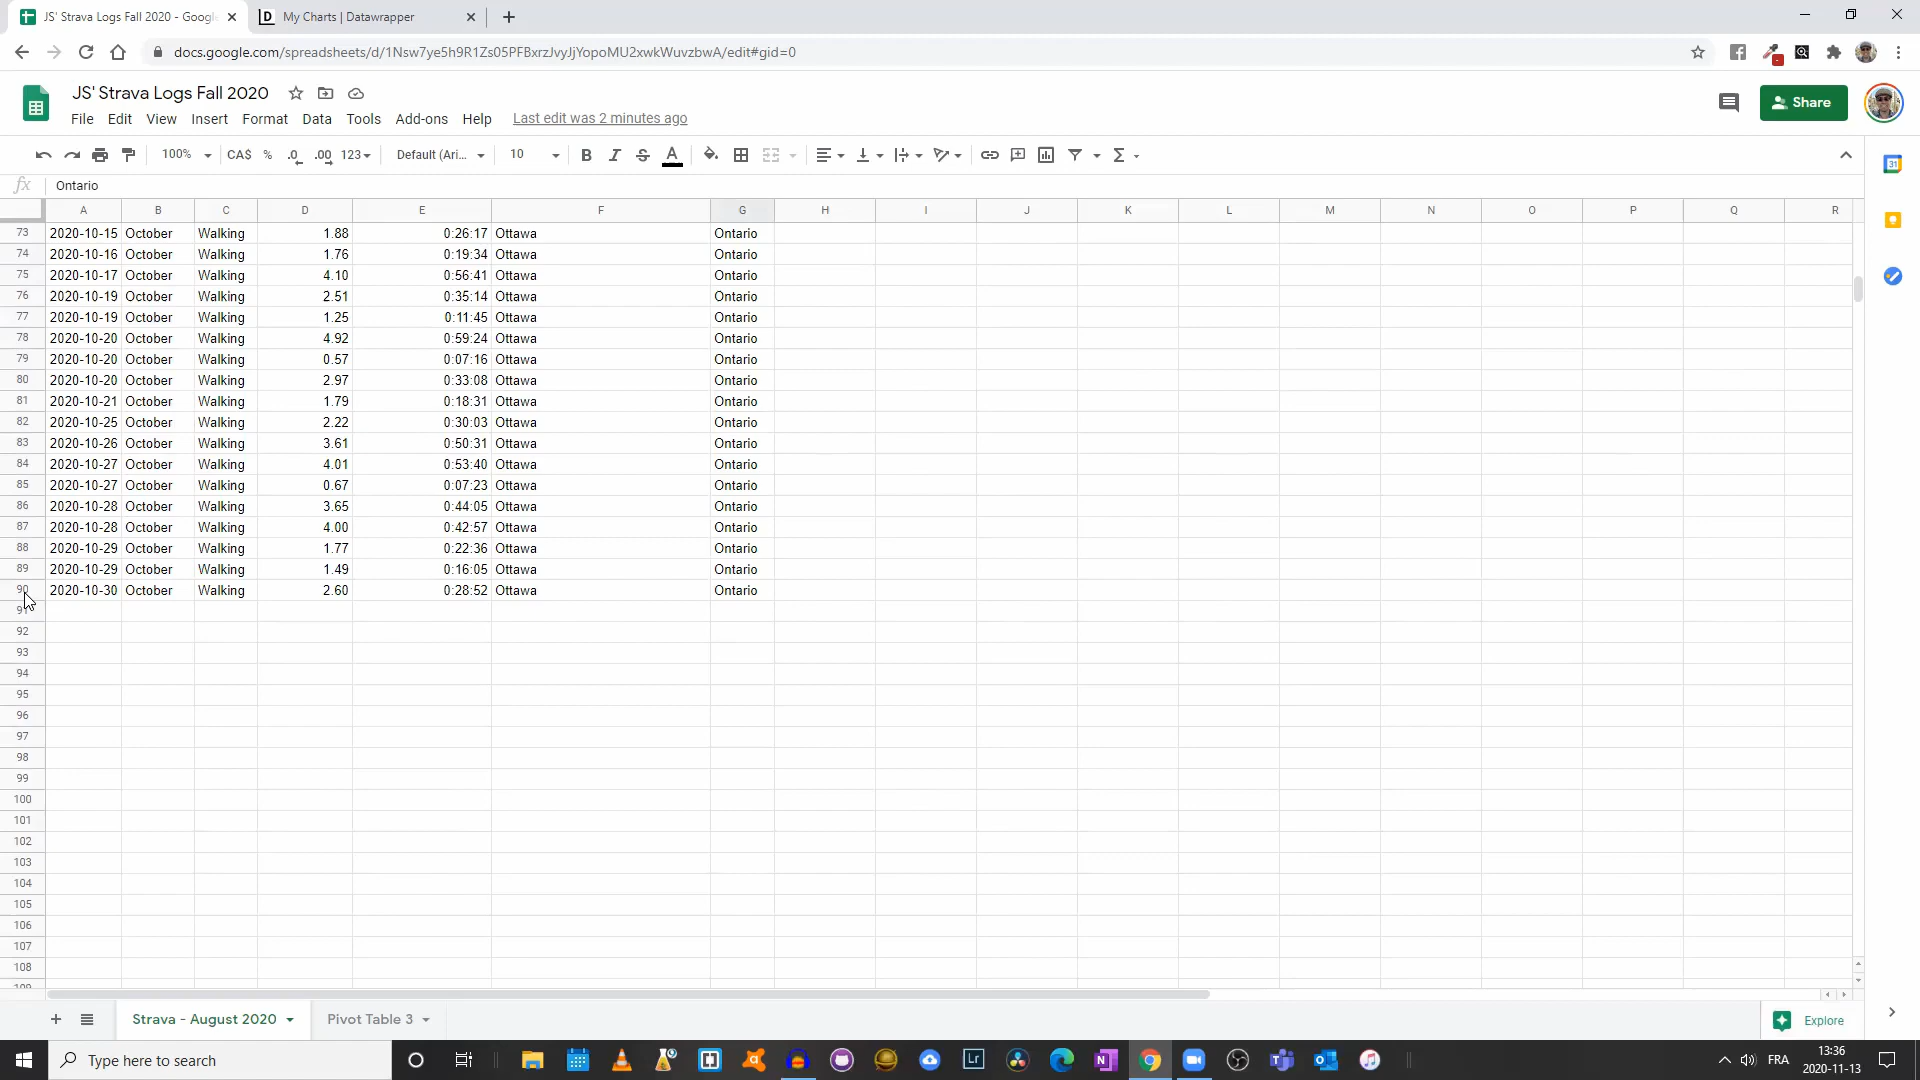 JS' Strava Logs Fall 2020 - Googl
D My Charts | Datawrapper
docs.google.com/spreadsheets/d/1Nsw7ye5h9R1Zs05PFBxrzJvyJjYopoMU2xwkWuvzbwA/edit#gid=0
JS' Strava Logs Fall 2020
Share
File Edit View Insert Format Data Tools Add-ons Help Last edit was 2 minutes ago
100% CA$ % .0 .00 123 Default (Ari... 10 B I S A Σ
31
fx Ontario
A B C D E F G H I J K L M N O P Q R
73 2020-10-15 October Walking 1.88 0:26:17 Ottawa Ontario
74 2020-10-16 October Walking 1.76 0:19:34 Ottawa Ontario
75 2020-10-17 October Walking 4.10 0:56:41 Ottawa Ontario
76 2020-10-19 October Walking 2.51 0:35:14 Ottawa Ontario
77 2020-10-19 October Walking 1.25 0:11:45 Ottawa Ontario
78 2020-10-20 October Walking 4.92 0:59:24 Ottawa Ontario
79 2020-10-20 October Walking 0.57 0:07:16 Ottawa Ontario
80 2020-10-20 October Walking 2.97 0:33:08 Ottawa Ontario
81 2020-10-21 October Walking 1.79 0:18:31 Ottawa Ontario
82 2020-10-25 October Walking 2.22 0:30:03 Ottawa Ontario
83 2020-10-26 October Walking 3.61 0:50:31 Ottawa Ontario
84 2020-10-27 October Walking 4.01 0:53:40 Ottawa Ontario
85 2020-10-27 October Walking 0.67 0:07:23 Ottawa Ontario
86 2020-10-28 October Walking 3.65 0:44:05 Ottawa Ontario
87 2020-10-28 October Walking 4.00 0:42:57 Ottawa Ontario
88 2020-10-29 October Walking 1.77 0:22:36 Ottawa Ontario
89 2020-10-29 October Walking 1.49 0:16:05 Ottawa Ontario
90 2020-10-30 October Walking 2.60 0:28:52 Ottawa Ontario
91
92
93
94
95
96
97
98
99
100
101
102
103
104
105
106
107
108
109
Strava - August 2020 Pivot Table 3 Explore
Type here to search Lr N FRA 13:36
2020-11-13